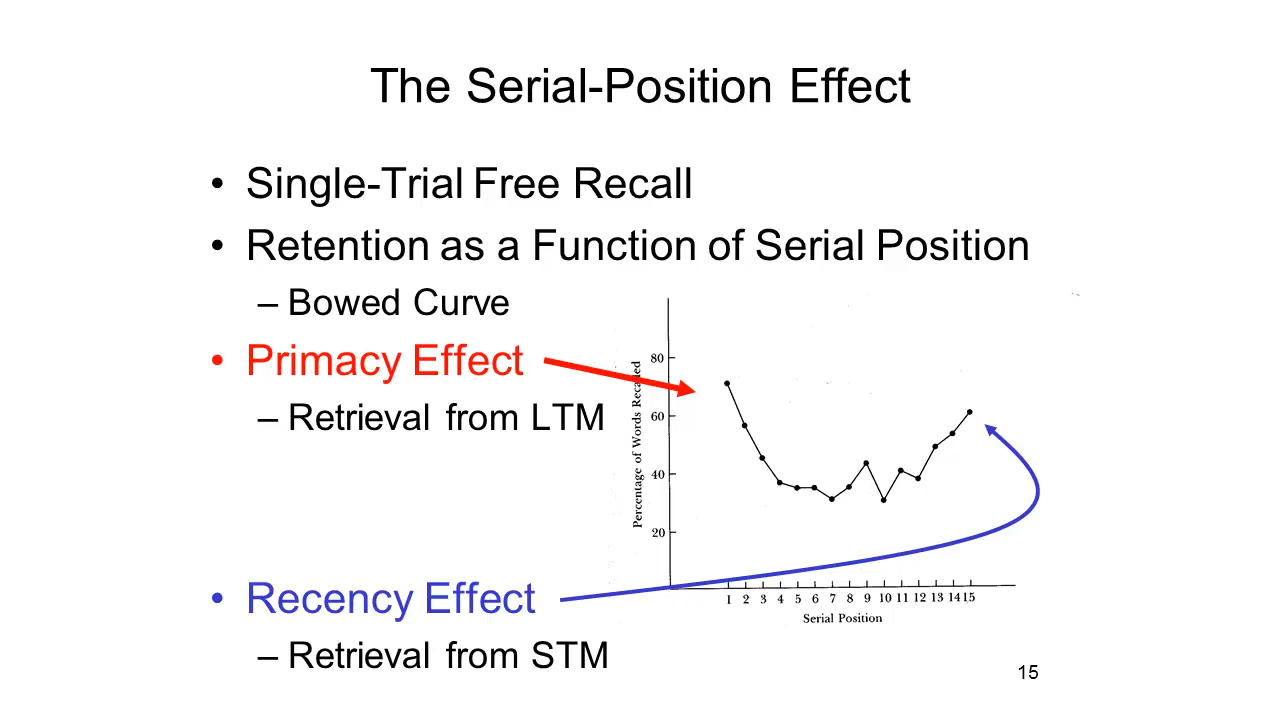 The Serial-Position Effect
• Single-Trial Free Recall
• Retention as a Function of Serial Position
– Bowed Curve
• Primacy Effect
– Retrieval from LTM
• Recency Effect
– Retrieval from STM
Percentage of Words Recalled
80
60
40
20
1 2 3 4 5 6 7 8 9 10 11 12 13 14 15
Serial Position
15